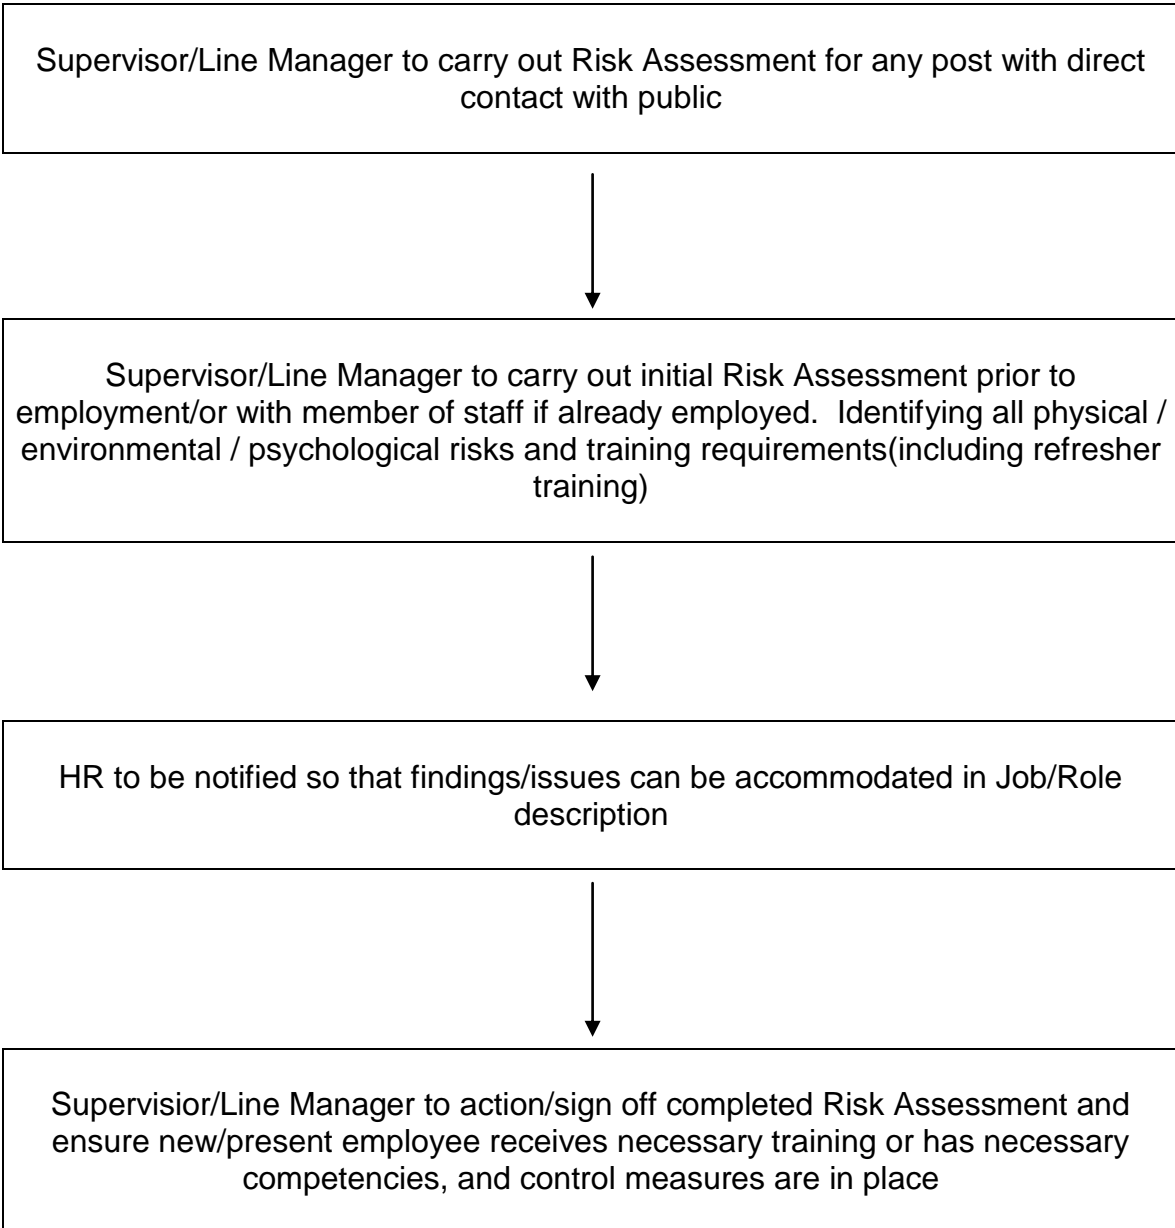 Supervisor/Line Manager to carry out Risk Assessment for any post with direct
contact with public
Supervisor/Line Manager to carry out initial Risk Assessment prior to
employment/or with member of staff if already employed.  Identifying all physical /
environmental / psychological risks and training requirements(including refresher
training)
HR to be notified so that findings/issues can be accommodated in Job/Role
description
Supervisior/Line Manager to action/sign off completed Risk Assessment and
ensure new/present employee receives necessary training or has necessary
competencies, and control measures are in place